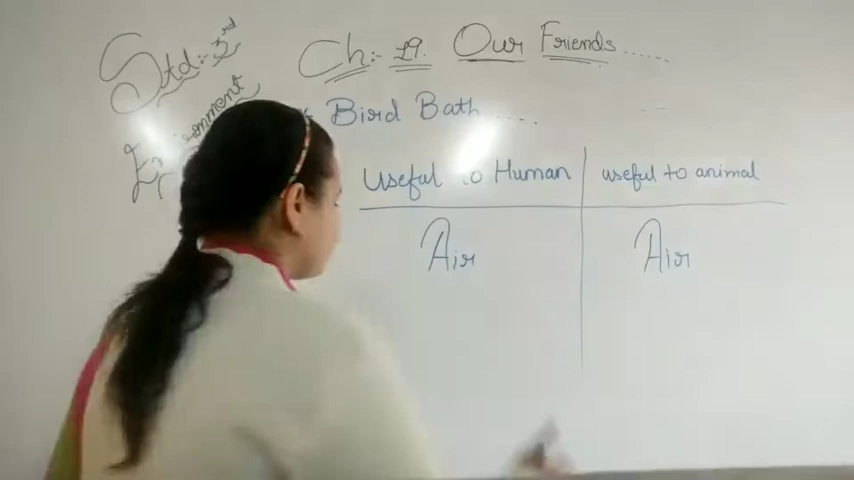 Std:- 3rd
Ch:- 19. Our Friends......
Bird Bath ....
Useful to Human | useful to animal
Air | Air